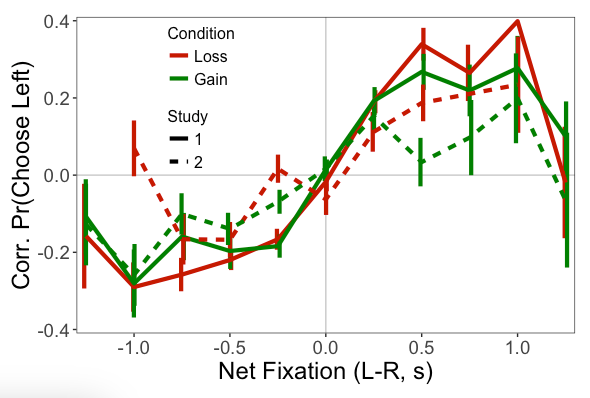 Condition
Loss
Gain
Study
1
2
0.4
0.2
0.0
-0.2
-0.4
Corr. Pr(Choose Left)
-1.0 -0.5 0.0 0.5 1.0
Net Fixation (L-R, s)